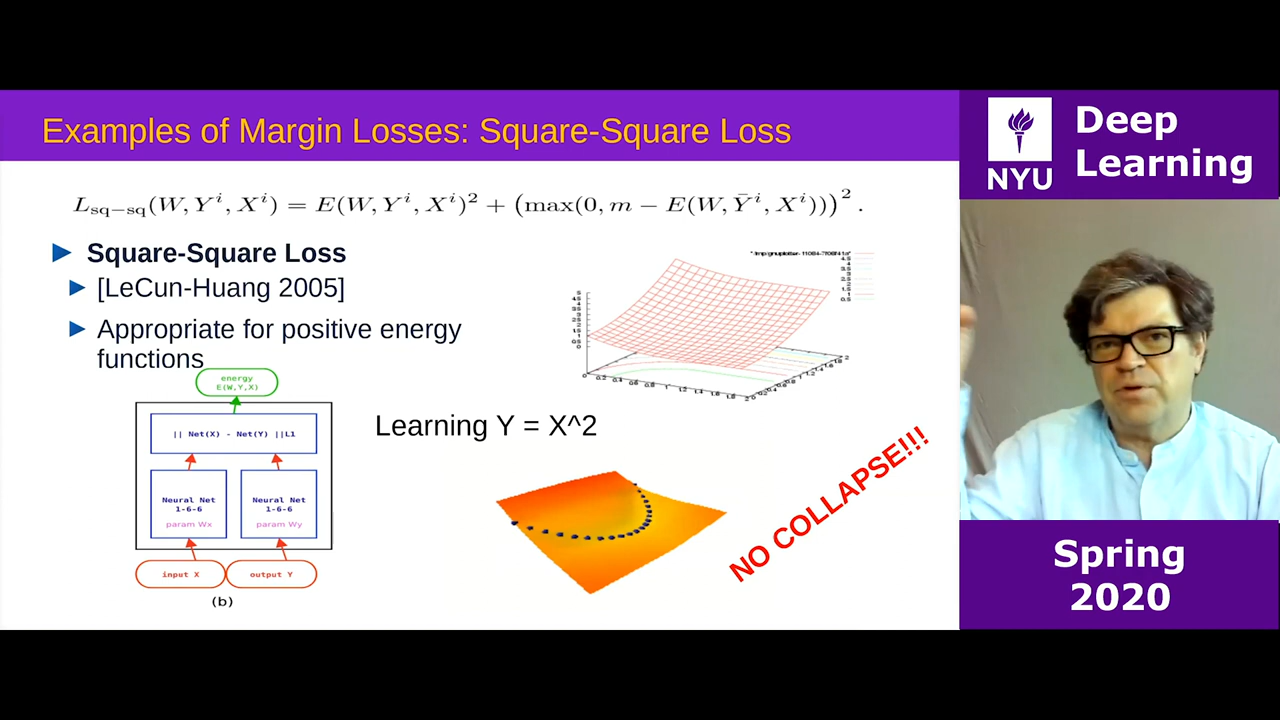 Examples of Margin Losses: Square-Square Loss
L_sq−sq(W, Y^i, X^i) = E(W, Y^i, X^i)^2 + (max(0, m − E(W, Ȳ^i, X^i)))^2.
Square-Square Loss
[LeCun-Huang 2005]
Appropriate for positive energy
functions
energy
E(W,Y,X)
|| Net(X) - Net(Y) ||L1
Neural Net
1-6-6
param Wx
Neural Net
1-6-6
param Wy
input X
output Y
(b)
Learning Y = X^2
NO COLLAPSE!!!
NYU
Deep
Learning
Spring
2020